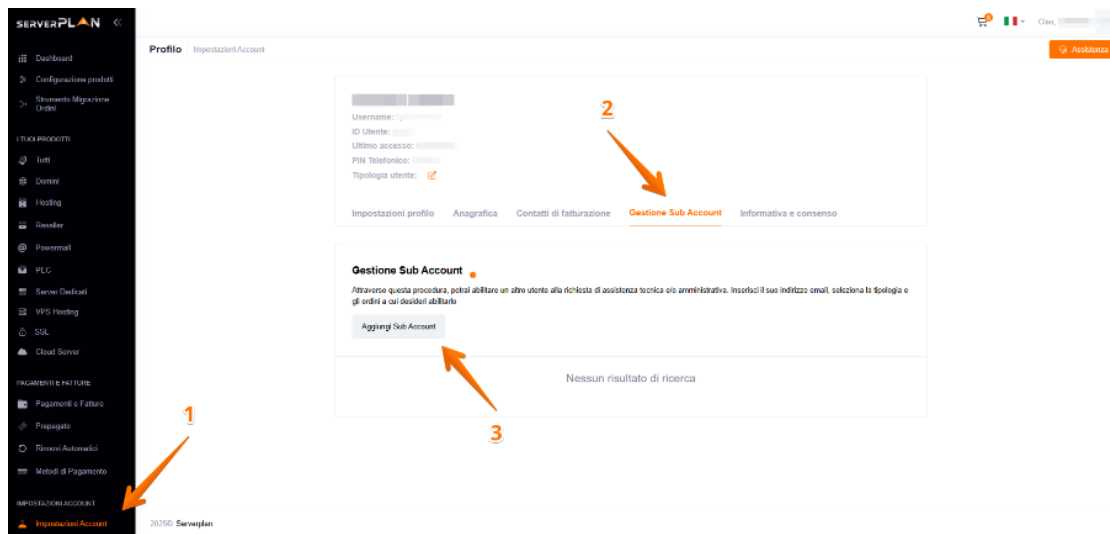 SERVERPLAN «
0
Ciao,
Dashboard
Configurazione prodotti
Strumento Migrazione
Ordini
I TUOI PRODOTTI
Tutti
Domini
Hosting
Reseller
Powermail
PLC
Server Dedicati
VPS Hosting
SSL
Cloud Server
PAGAMENTI E FATTURE
Pagamenti e Fatture
Prepagato
Rinnovi Automatici
Metodi di Pagamento
IMPOSTAZIONI ACCOUNT
Impostazioni Account
Profilo Impostazioni Account
Assistenza
Username:
ID Utente:
Ultimo accesso:
PIN Telefonico:
Tipologia utente:
2
Impostazioni profilo Anagrafica Contatti di fatturazione Gestione Sub Account Informativa e consenso
Gestione Sub Account
Attraverso questa procedura, potrai abilitare un altro utente alla richiesta di assistenza tecnica e/o amministrativa. Inserisci il suo indirizzo email, seleziona la tipologia e
gli ordini a cui desideri abilitarlo
Aggiungi Sub Account
Nessun risultato di ricerca
1
3
2025© Serverplan